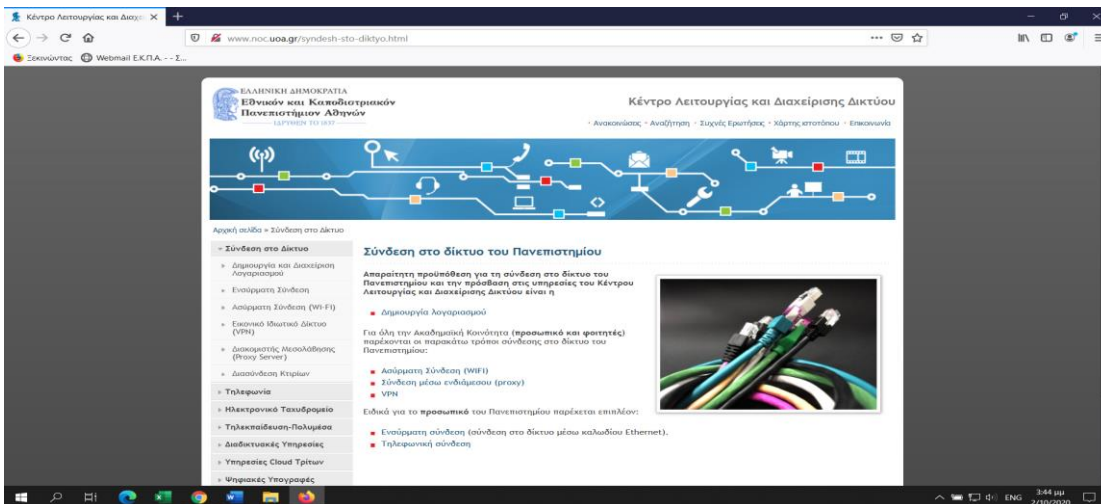 Κέντρο Λειτουργίας και Διαχεί
www.noc.uoa.gr/syndesh-sto-diktyo.html
Ξεκινώντας Webmail Ε.Κ.Π.Α. - - Σ...
ΕΛΛΗΝΙΚΗ ΔΗΜΟΚΡΑΤΙΑ
Εθνικόν και Καποδιστριακόν
Πανεπιστήμιον Αθηνών
ΙΔΡΥΘΕΝ ΤΟ 1837
Κέντρο Λειτουργίας και Διαχείρισης Δικτύου
Ανακοινώσεις Αναζήτηση Συχνές Ερωτήσεις Χάρτης ιστοτόπου Επικοινωνία
Αρχική σελίδα » Σύνδεση στο Δίκτυο
Σύνδεση στο Δίκτυο
Δημιουργία και Διαχείριση
Λογαριασμού
Ενσύρματη Σύνδεση
Ασύρματη Σύνδεση (WI-FI)
Εικονικό Ιδιωτικό Δίκτυο
(VPN)
Διακομιστής Μεσολάβησης
(Proxy Server)
Διασύνδεση Κτιρίων
Τηλεφωνία
Ηλεκτρονικό Ταχυδρομείο
Τηλεκπαίδευση-Πολυμέσα
Διαδικτυακές Υπηρεσίες
Υπηρεσίες Cloud Τρίτων
Ψηφιακές Υπογραφές
Σύνδεση στο δίκτυο του Πανεπιστημίου
Απαραίτητη προϋπόθεση για τη σύνδεση στο δίκτυο του
Πανεπιστημίου και την πρόσβαση στις υπηρεσίες του Κέντρου
Λειτουργίας και Διαχείρισης Δικτύου είναι η
Δημιουργία λογαριασμού
Για όλη την Ακαδημαϊκή Κοινότητα (προσωπικό και φοιτητές)
παρέχονται οι παρακάτω τρόποι σύνδεσης στο δίκτυο του
Πανεπιστημίου:
Ασύρματη Σύνδεση (WIFI)
Σύνδεση μέσω ενδιάμεσου (proxy)
VPN
Ειδικά για το προσωπικό του Πανεπιστημίου παρέχεται επιπλέον:
Ενσύρματη σύνδεση (σύνδεση στο δίκτυο μέσω καλωδίου Ethernet),
Τηλεφωνική σύνδεση
ENG
3:44 μμ
2/10/2020